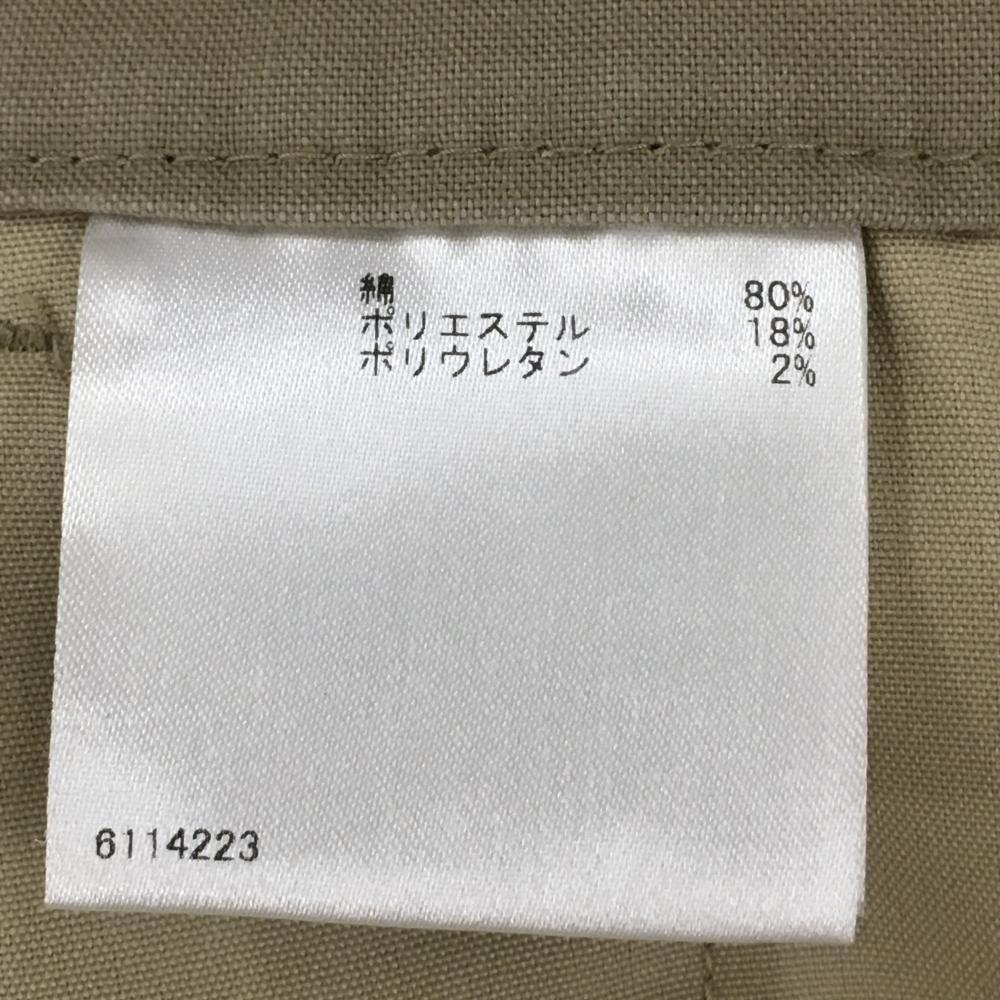 綿 80%
ポリエステル 18%
ポリウレタン 2%
6114223